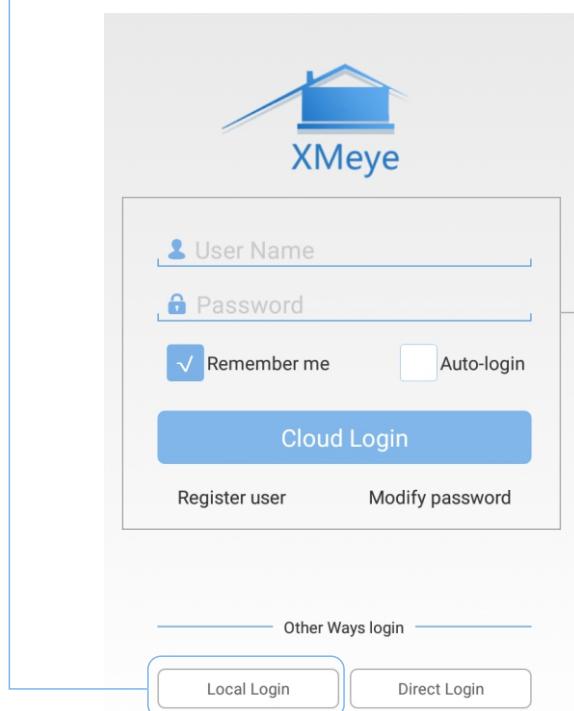 XMeye
User Name
Password
√ Remember me Auto-login
Cloud Login
Register user Modify password
Other Ways login
Local Login Direct Login